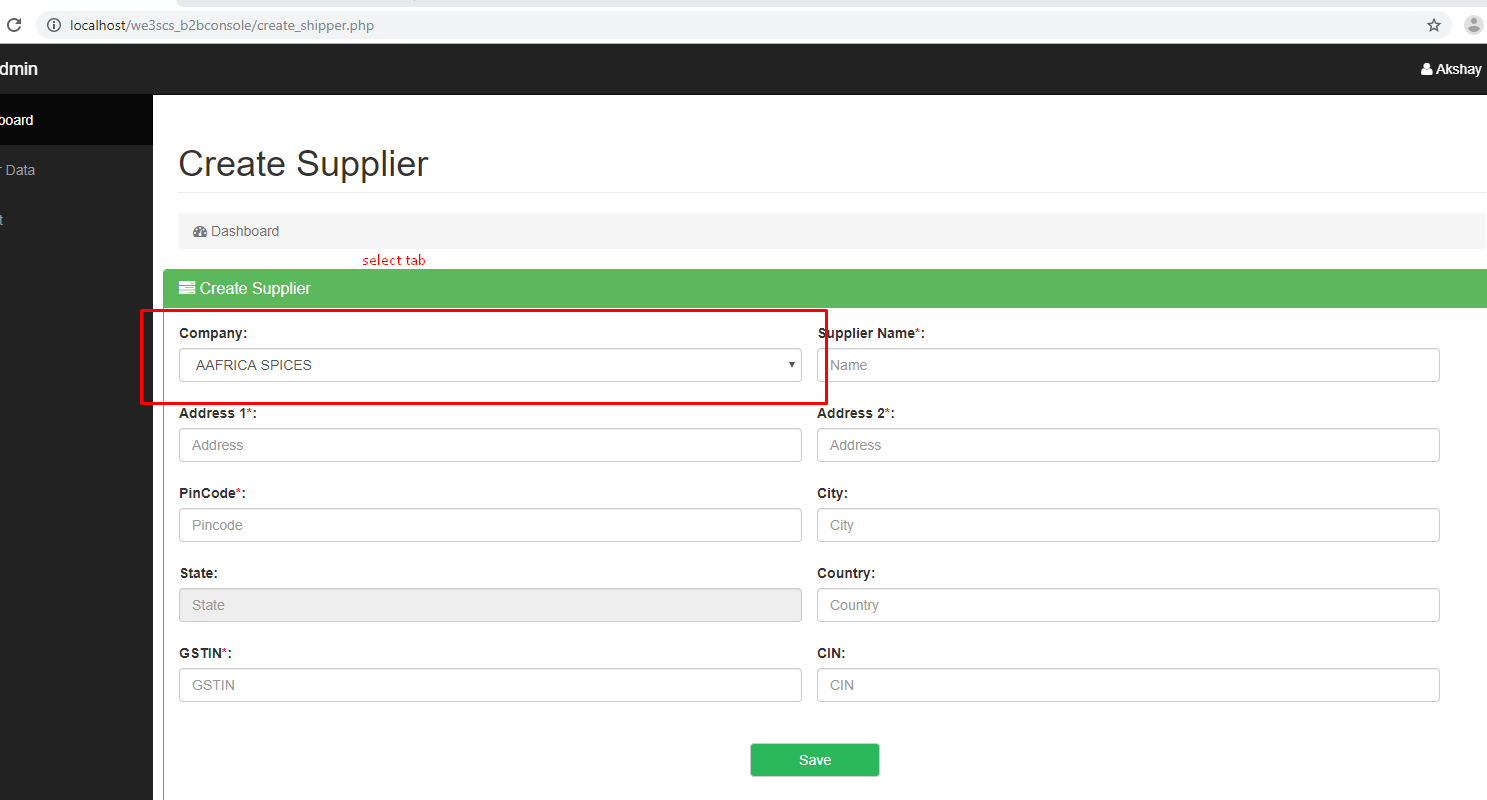 localhost/we3scs_b2bconsole/create_shipper.php
dmin
Akshay
board
r Data
t
Create Supplier
Dashboard
select tab
Create Supplier
Company:
Supplier Name*:
AAFRICA SPICES
Name
Address 1*:
Address 2*:
Address
Address
PinCode*:
City:
Pincode
City
State:
Country:
State
Country
GSTIN*:
CIN:
GSTIN
CIN
Save